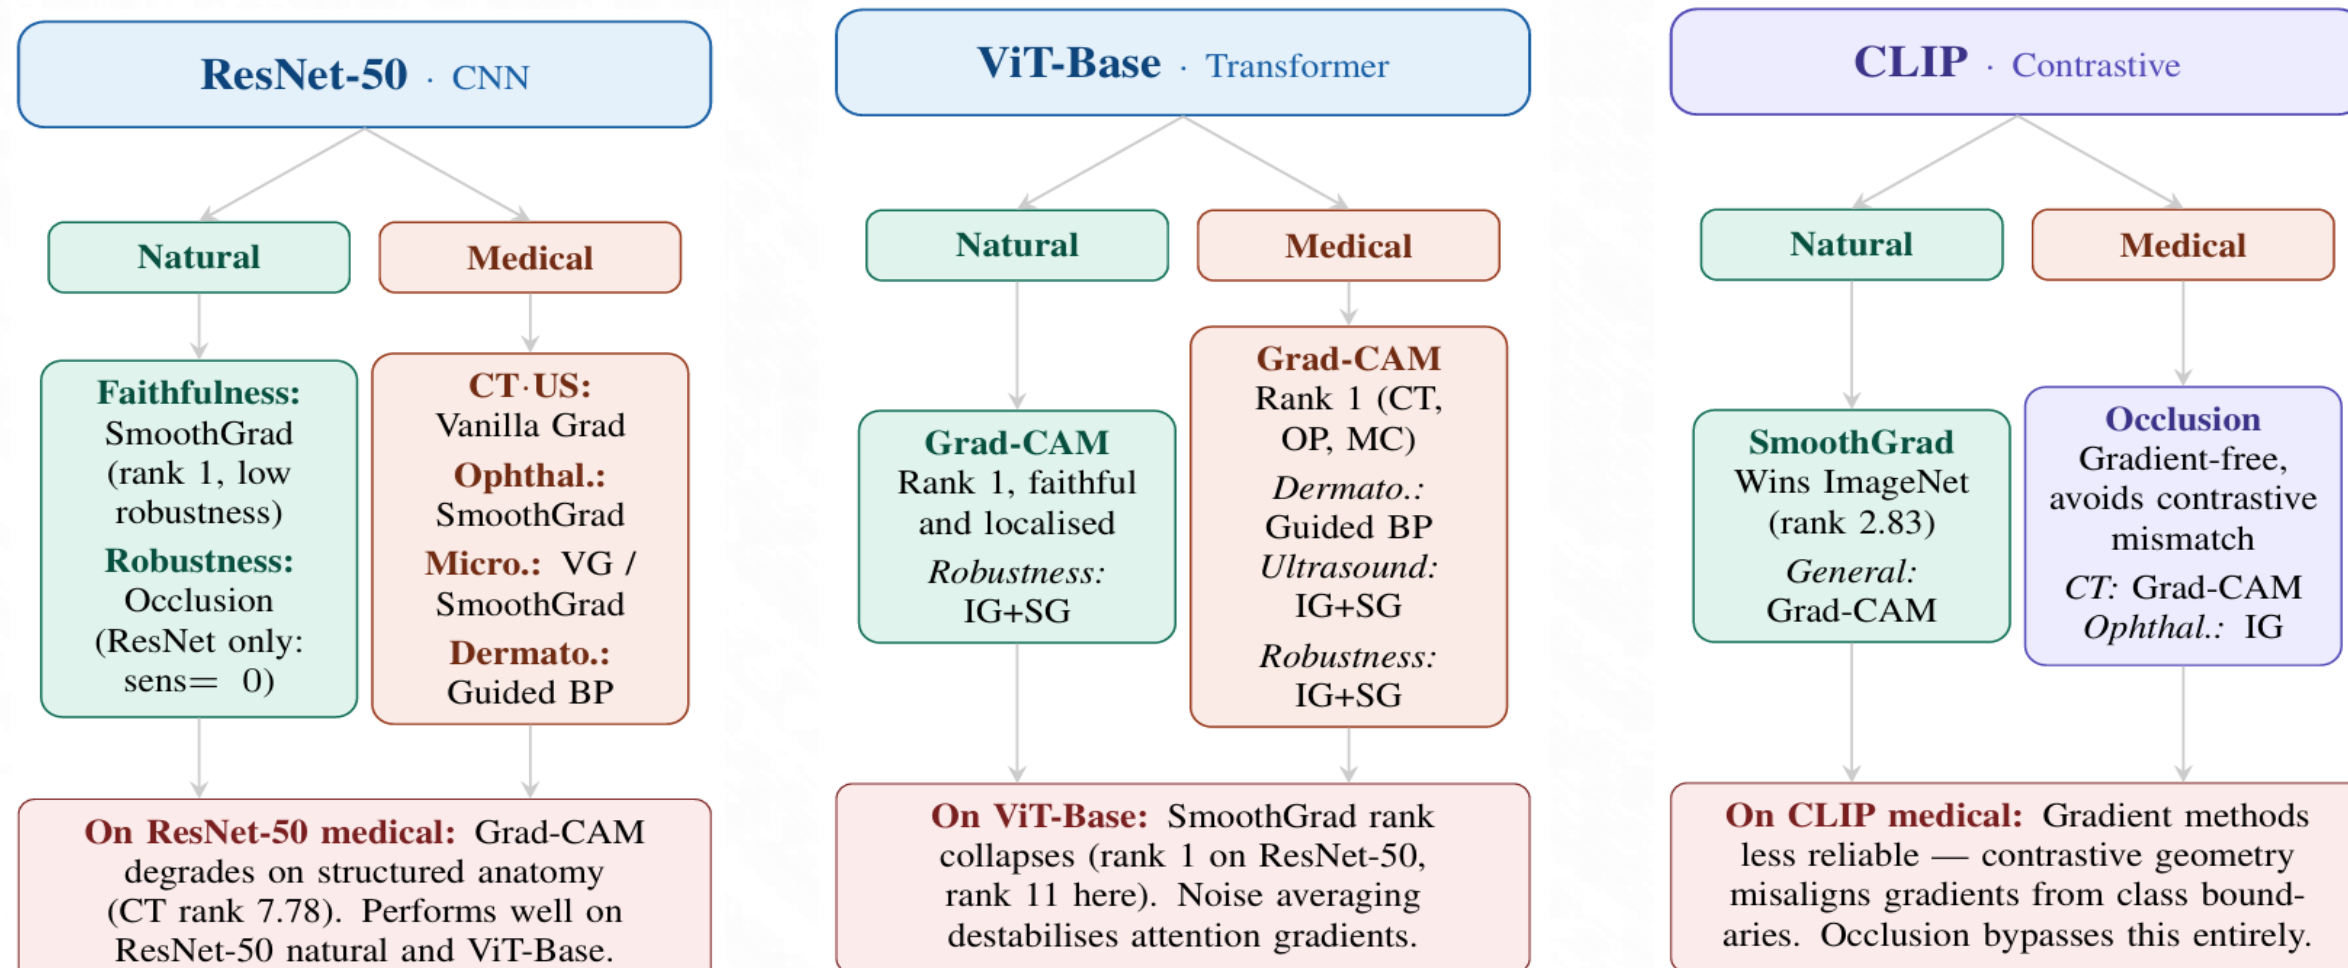 ResNet-50 · CNN
Natural
Medical
Faithfulness:
SmoothGrad
(rank 1, low
robustness)
Robustness:
Occlusion
(ResNet only:
sens= 0)
CT·US:
Vanilla Grad
Ophthal.:
SmoothGrad
Micro.: VG /
SmoothGrad
Dermato.:
Guided BP
On ResNet-50 medical: Grad-CAM
degrades on structured anatomy
(CT rank 7.78). Performs well on
ResNet-50 natural and ViT-Base.
ViT-Base · Transformer
Natural
Medical
Grad-CAM
Rank 1, faithful
and localised
Robustness:
IG+SG
Grad-CAM
Rank 1 (CT,
OP, MC)
Dermato.:
Guided BP
Ultrasound:
IG+SG
Robustness:
IG+SG
On ViT-Base: SmoothGrad rank
collapses (rank 1 on ResNet-50,
rank 11 here). Noise averaging
destabilises attention gradients.
CLIP · Contrastive
Natural
Medical
SmoothGrad
Wins ImageNet
(rank 2.83)
General:
Grad-CAM
Occlusion
Gradient-free,
avoids contrastive
mismatch
CT: Grad-CAM
Ophthal.: IG
On CLIP medical: Gradient methods
less reliable — contrastive geometry
misaligns gradients from class bound-
aries. Occlusion bypasses this entirely.